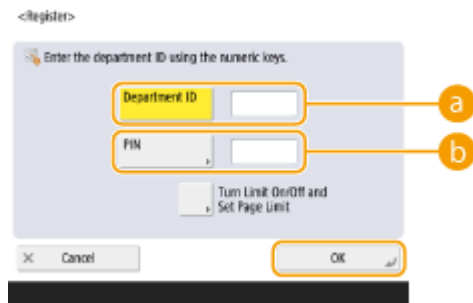 <Register>
Enter the department ID using the numeric keys.
Department ID
a
PIN
b
Turn Limit On/Off and
Set Page Limit
× Cancel
OK